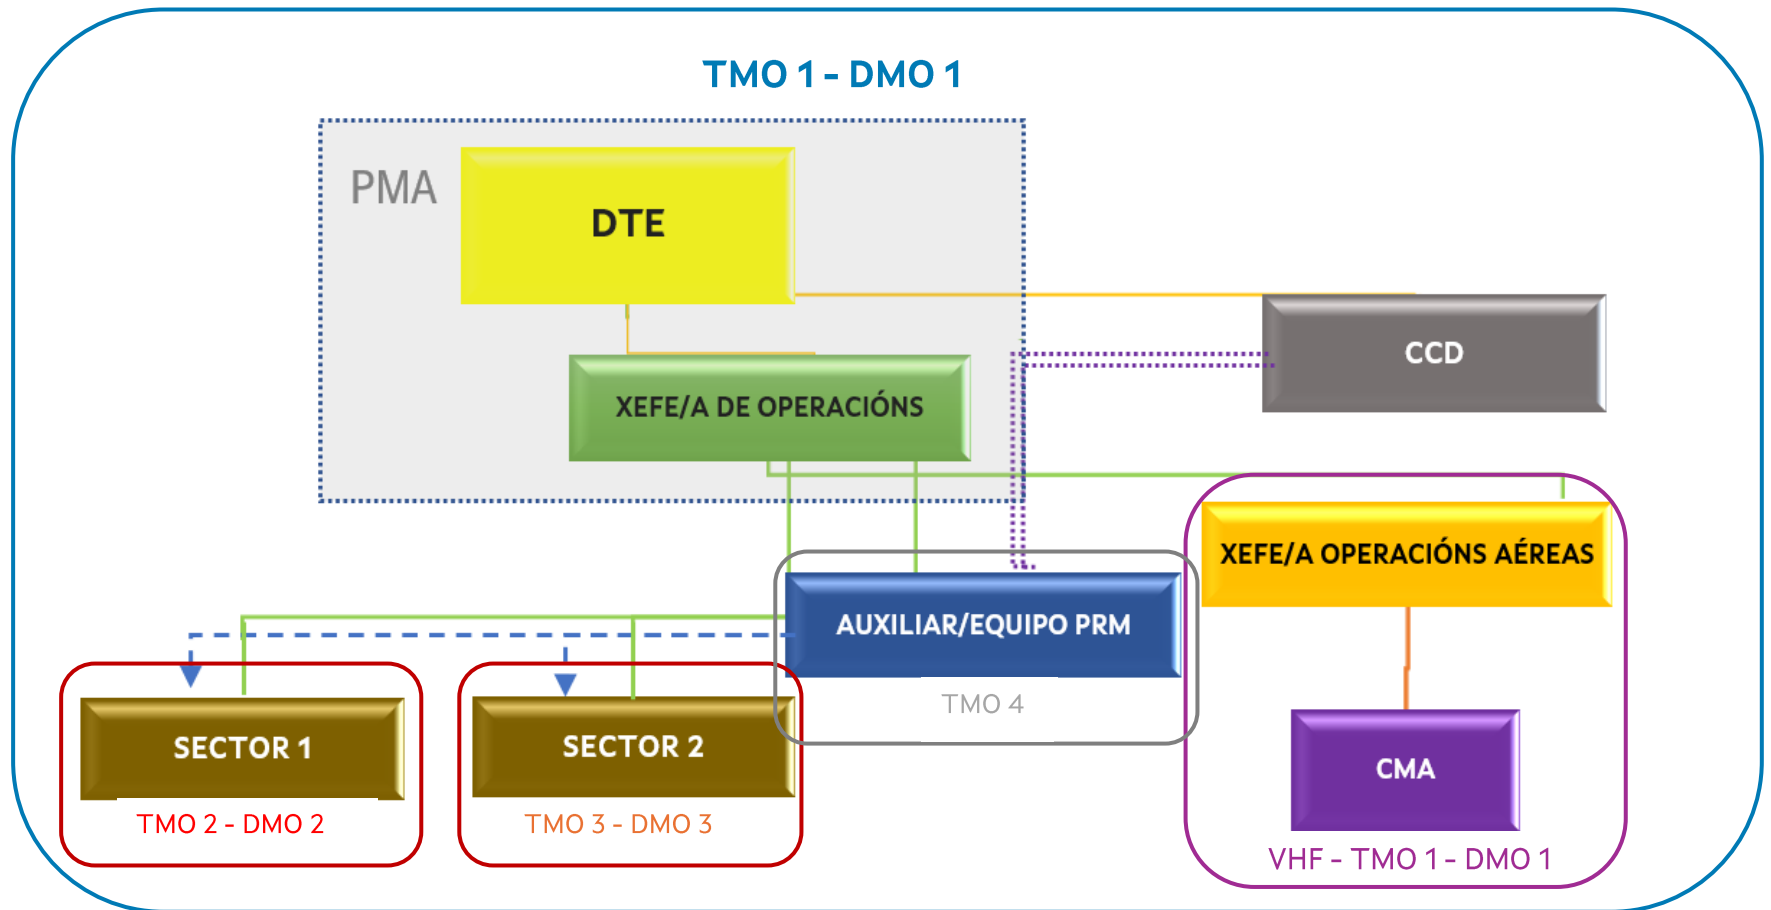 TMO 1 - DMO 1
PMA
DTE
CCD
XEFE/A DE OPERACIÓNS
XEFE/A OPERACIÓNS AÉREAS
AUXILIAR/EQUIPO PRM
TMO 4
SECTOR 1
SECTOR 2
CMA
TMO 2 - DMO 2
TMO 3 - DMO 3
VHF - TMO 1 - DMO 1